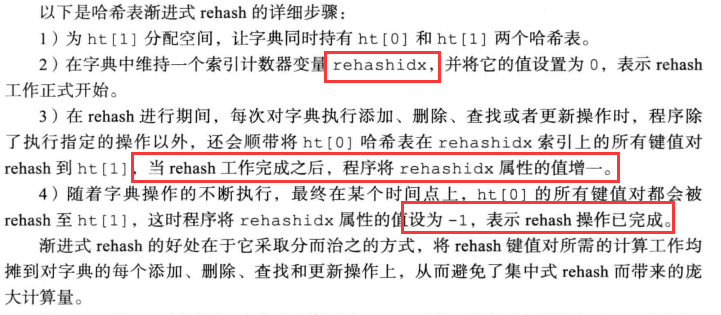 以下是哈希表渐进式 rehash 的详细步骤：
1）为 ht[1] 分配空间，让字典同时持有 ht[0] 和 ht[1] 两个哈希表。
2）在字典中维持一个索引计数器变量 rehashidx，并将它的值设置为 0，表示 rehash
工作正式开始。
3）在 rehash 进行期间，每次对字典执行添加、删除、查找或者更新操作时，程序除
了执行指定的操作以外，还会顺带将 ht[0] 哈希表在 rehashidx 索引上的所有键值对
rehash 到 ht[1]，当 rehash 工作完成之后，程序将 rehashidx 属性的值增一。
4）随着字典操作的不断执行，最终在某个时间点上，ht[0] 的所有键值对都会被
rehash 至 ht[1]，这时程序将 rehashidx 属性的值设为 -1，表示 rehash 操作已完成。
渐进式 rehash 的好处在于它采取分而治之的方式，将 rehash 键值对所需的计算工作均
摊到对字典的每个添加、删除、查找和更新操作上，从而避免了集中式 rehash 而带来的庞
大计算量。